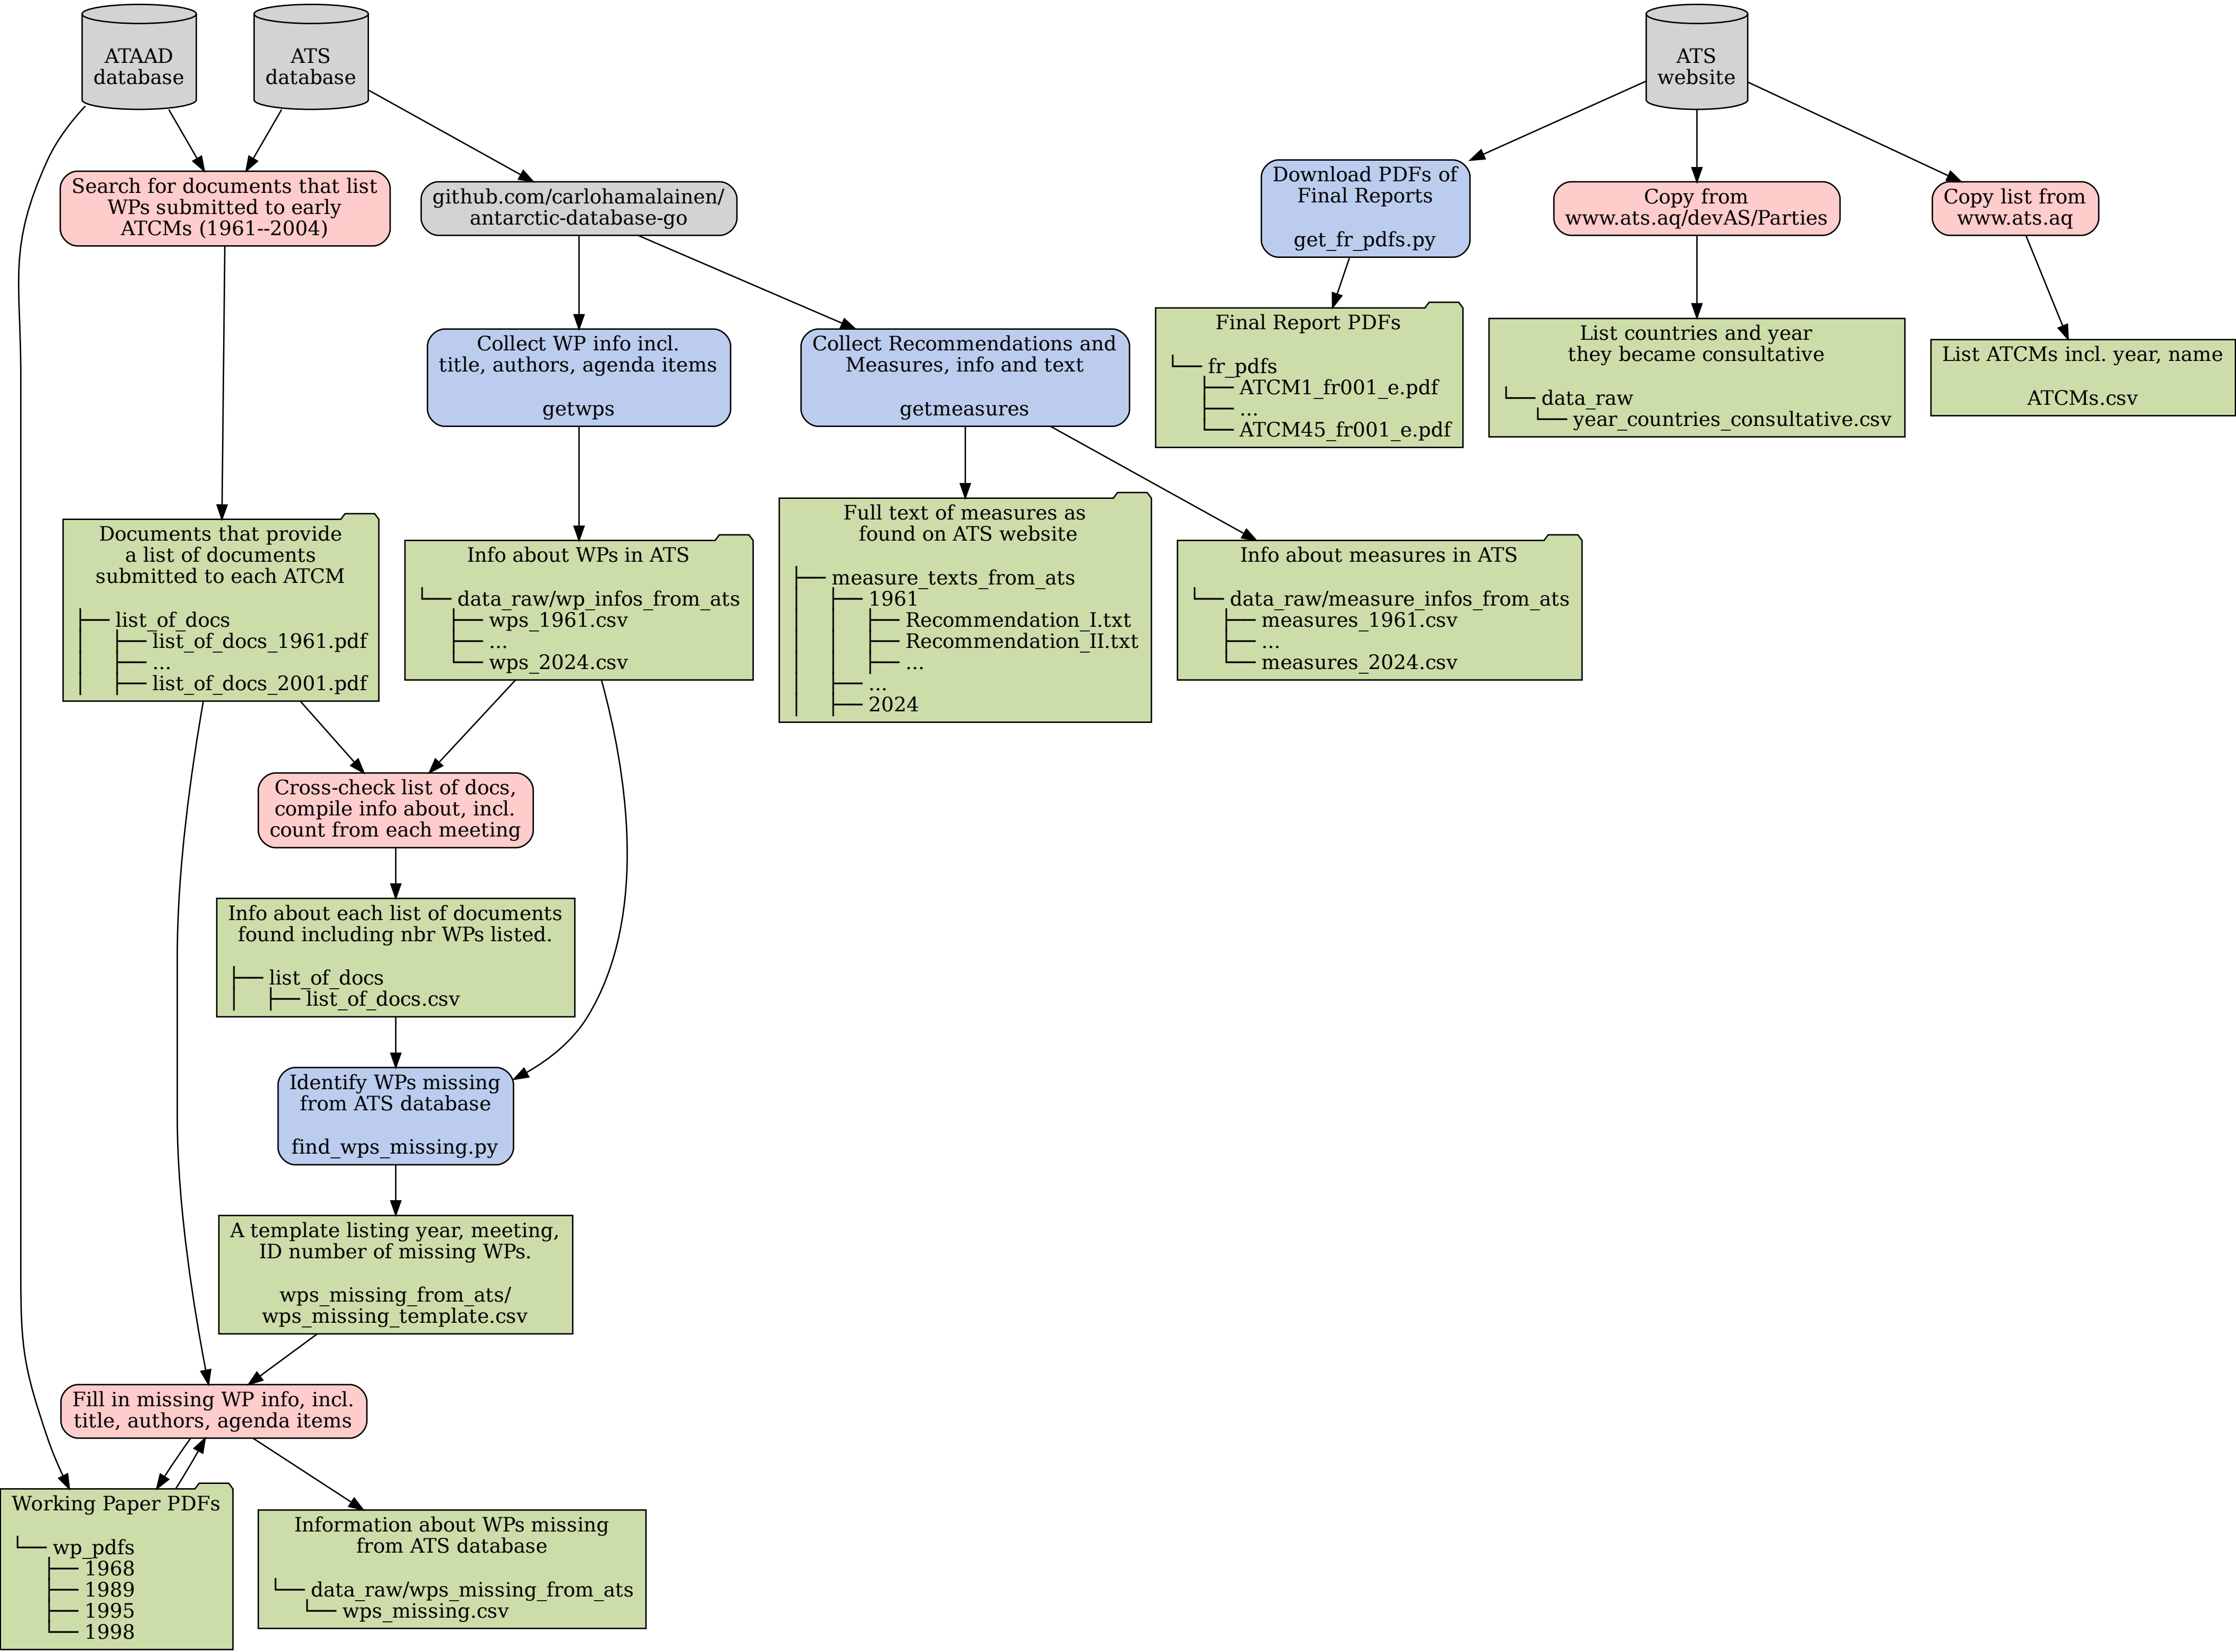 ATAAD
database
ATS
database
ATS
website
Search for documents that list
WPs submitted to early
ATCMs (1961--2004)
github.com/carlohamalainen/
antarctic-database-go
Download PDFs of
Final Reports
get_fr_pdfs.py
Copy from
www.ats.aq/devAS/Parties
Copy list from
www.ats.aq
Collect WP info incl.
title, authors, agenda items
getwps
Collect Recommendations and
Measures, info and text
getmeasures
Final Report PDFs
└── fr_pdfs
├── ATCM1_fr001_e.pdf
├── ...
└── ATCM45_fr001_e.pdf
List countries and year
they became consultative
└── data_raw
└── year_countries_consultative.csv
List ATCMs incl. year, name
ATCMs.csv
Documents that provide
a list of documents
submitted to each ATCM
├── list_of_docs
│ ├── list_of_docs_1961.pdf
│ ├── ...
│ ├── list_of_docs_2001.pdf
Info about WPs in ATS
└── data_raw/wp_infos_from_ats
├── wps_1961.csv
├── ...
└── wps_2024.csv
Full text of measures as
found on ATS website
├── measure_texts_from_ats
│ ├── 1961
│ │ ├── Recommendation_I.txt
│ │ ├── Recommendation_II.txt
│ │ ├── ...
│ ├── ...
│ ├── 2024
Info about measures in ATS
└── data_raw/measure_infos_from_ats
├── measures_1961.csv
├── ...
└── measures_2024.csv
Cross-check list of docs,
compile info about, incl.
count from each meeting
Info about each list of documents
found including nbr WPs listed.
├── list_of_docs
│ ├── list_of_docs.csv
Identify WPs missing
from ATS database
find_wps_missing.py
A template listing year, meeting,
ID number of missing WPs.
wps_missing_from_ats/
wps_missing_template.csv
Fill in missing WP info, incl.
title, authors, agenda items
Working Paper PDFs
└── wp_pdfs
├── 1968
├── 1989
├── 1995
└── 1998
Information about WPs missing
from ATS database
└── data_raw/wps_missing_from_ats
└── wps_missing.csv